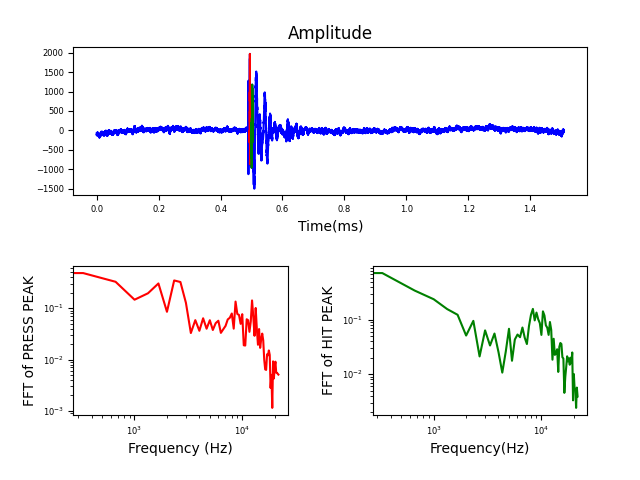 Amplitude
2000
1500
1000
500
0
−500
−1000
−1500
0.0 0.2 0.4 0.6 0.8 1.0 1.2 1.4
Time(ms)
FFT of PRESS PEAK
10⁻¹
10⁻²
10⁻³
10³ 10⁴
Frequency (Hz)
FFT of HIT PEAK
10⁻¹
10⁻²
10³ 10⁴
Frequency(Hz)